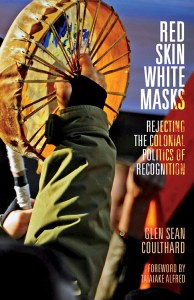 RED
SKIN
WHITE
MASKS
REJECTING
THE COLONIAL
POLITICS OF
RECOGNITION
GLEN SEAN
COULTHARD
FOREWORD BY
TAIAIAKE ALFRED